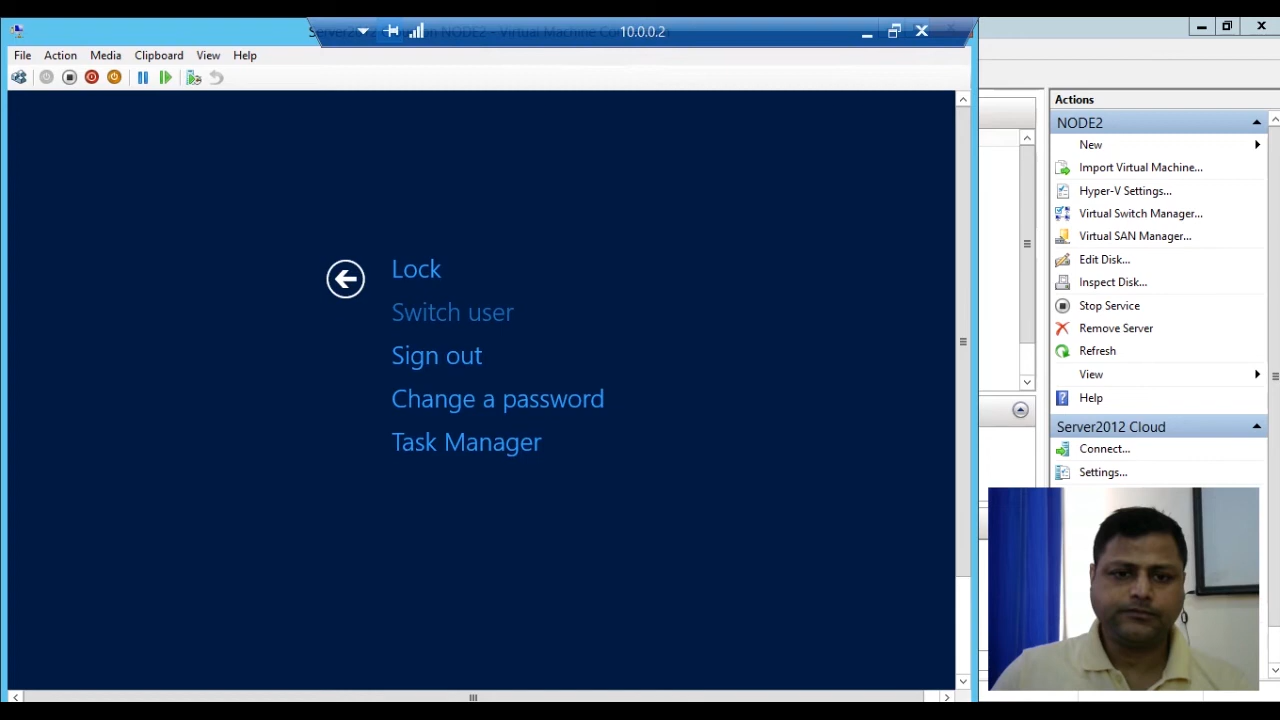 10.0.0.2
File Action Media Clipboard View Help
Lock
Switch user
Sign out
Change a password
Task Manager
Actions
NODE2
New
Import Virtual Machine...
Hyper-V Settings...
Virtual Switch Manager...
Virtual SAN Manager...
Edit Disk...
Inspect Disk...
Stop Service
Remove Server
Refresh
View
Help
Server2012 Cloud
Connect...
Settings...